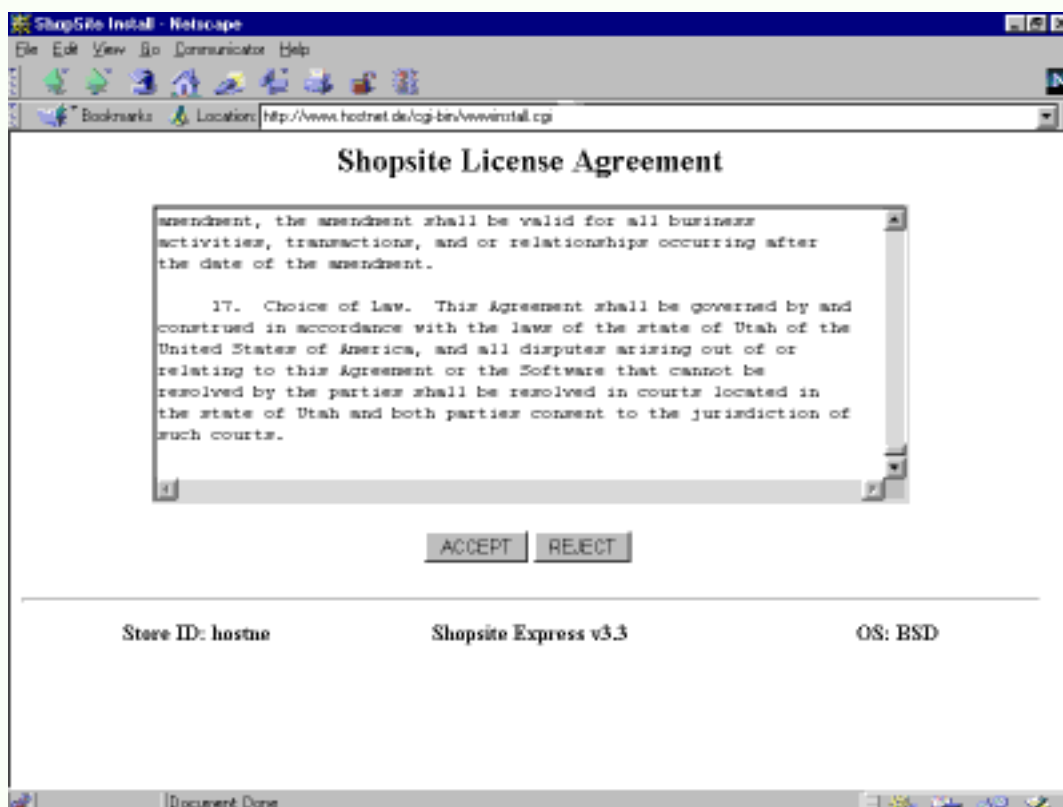 ShopSite Install - Netscape
File Edit View Go Communicator Help
Bookmarks Location: http://www.hostnet.de/cgi-bin/wwwinstall.cgi
Shopsite License Agreement
amendment, the amendment shall be valid for all business
activities, transactions, and or relationships occurring after
the date of the amendment.
17. Choice of Law. This Agreement shall be governed by and
construed in accordance with the laws of the state of Utah of the
United States of America, and all disputes arising out of or
relating to this Agreement or the Software that cannot be
resolved by the parties shall be resolved in courts located in
the state of Utah and both parties consent to the jurisdiction of
such courts.
ACCEPT REJECT
Store ID: hostne Shopsite Express v3.3 OS: BSD
Document Done